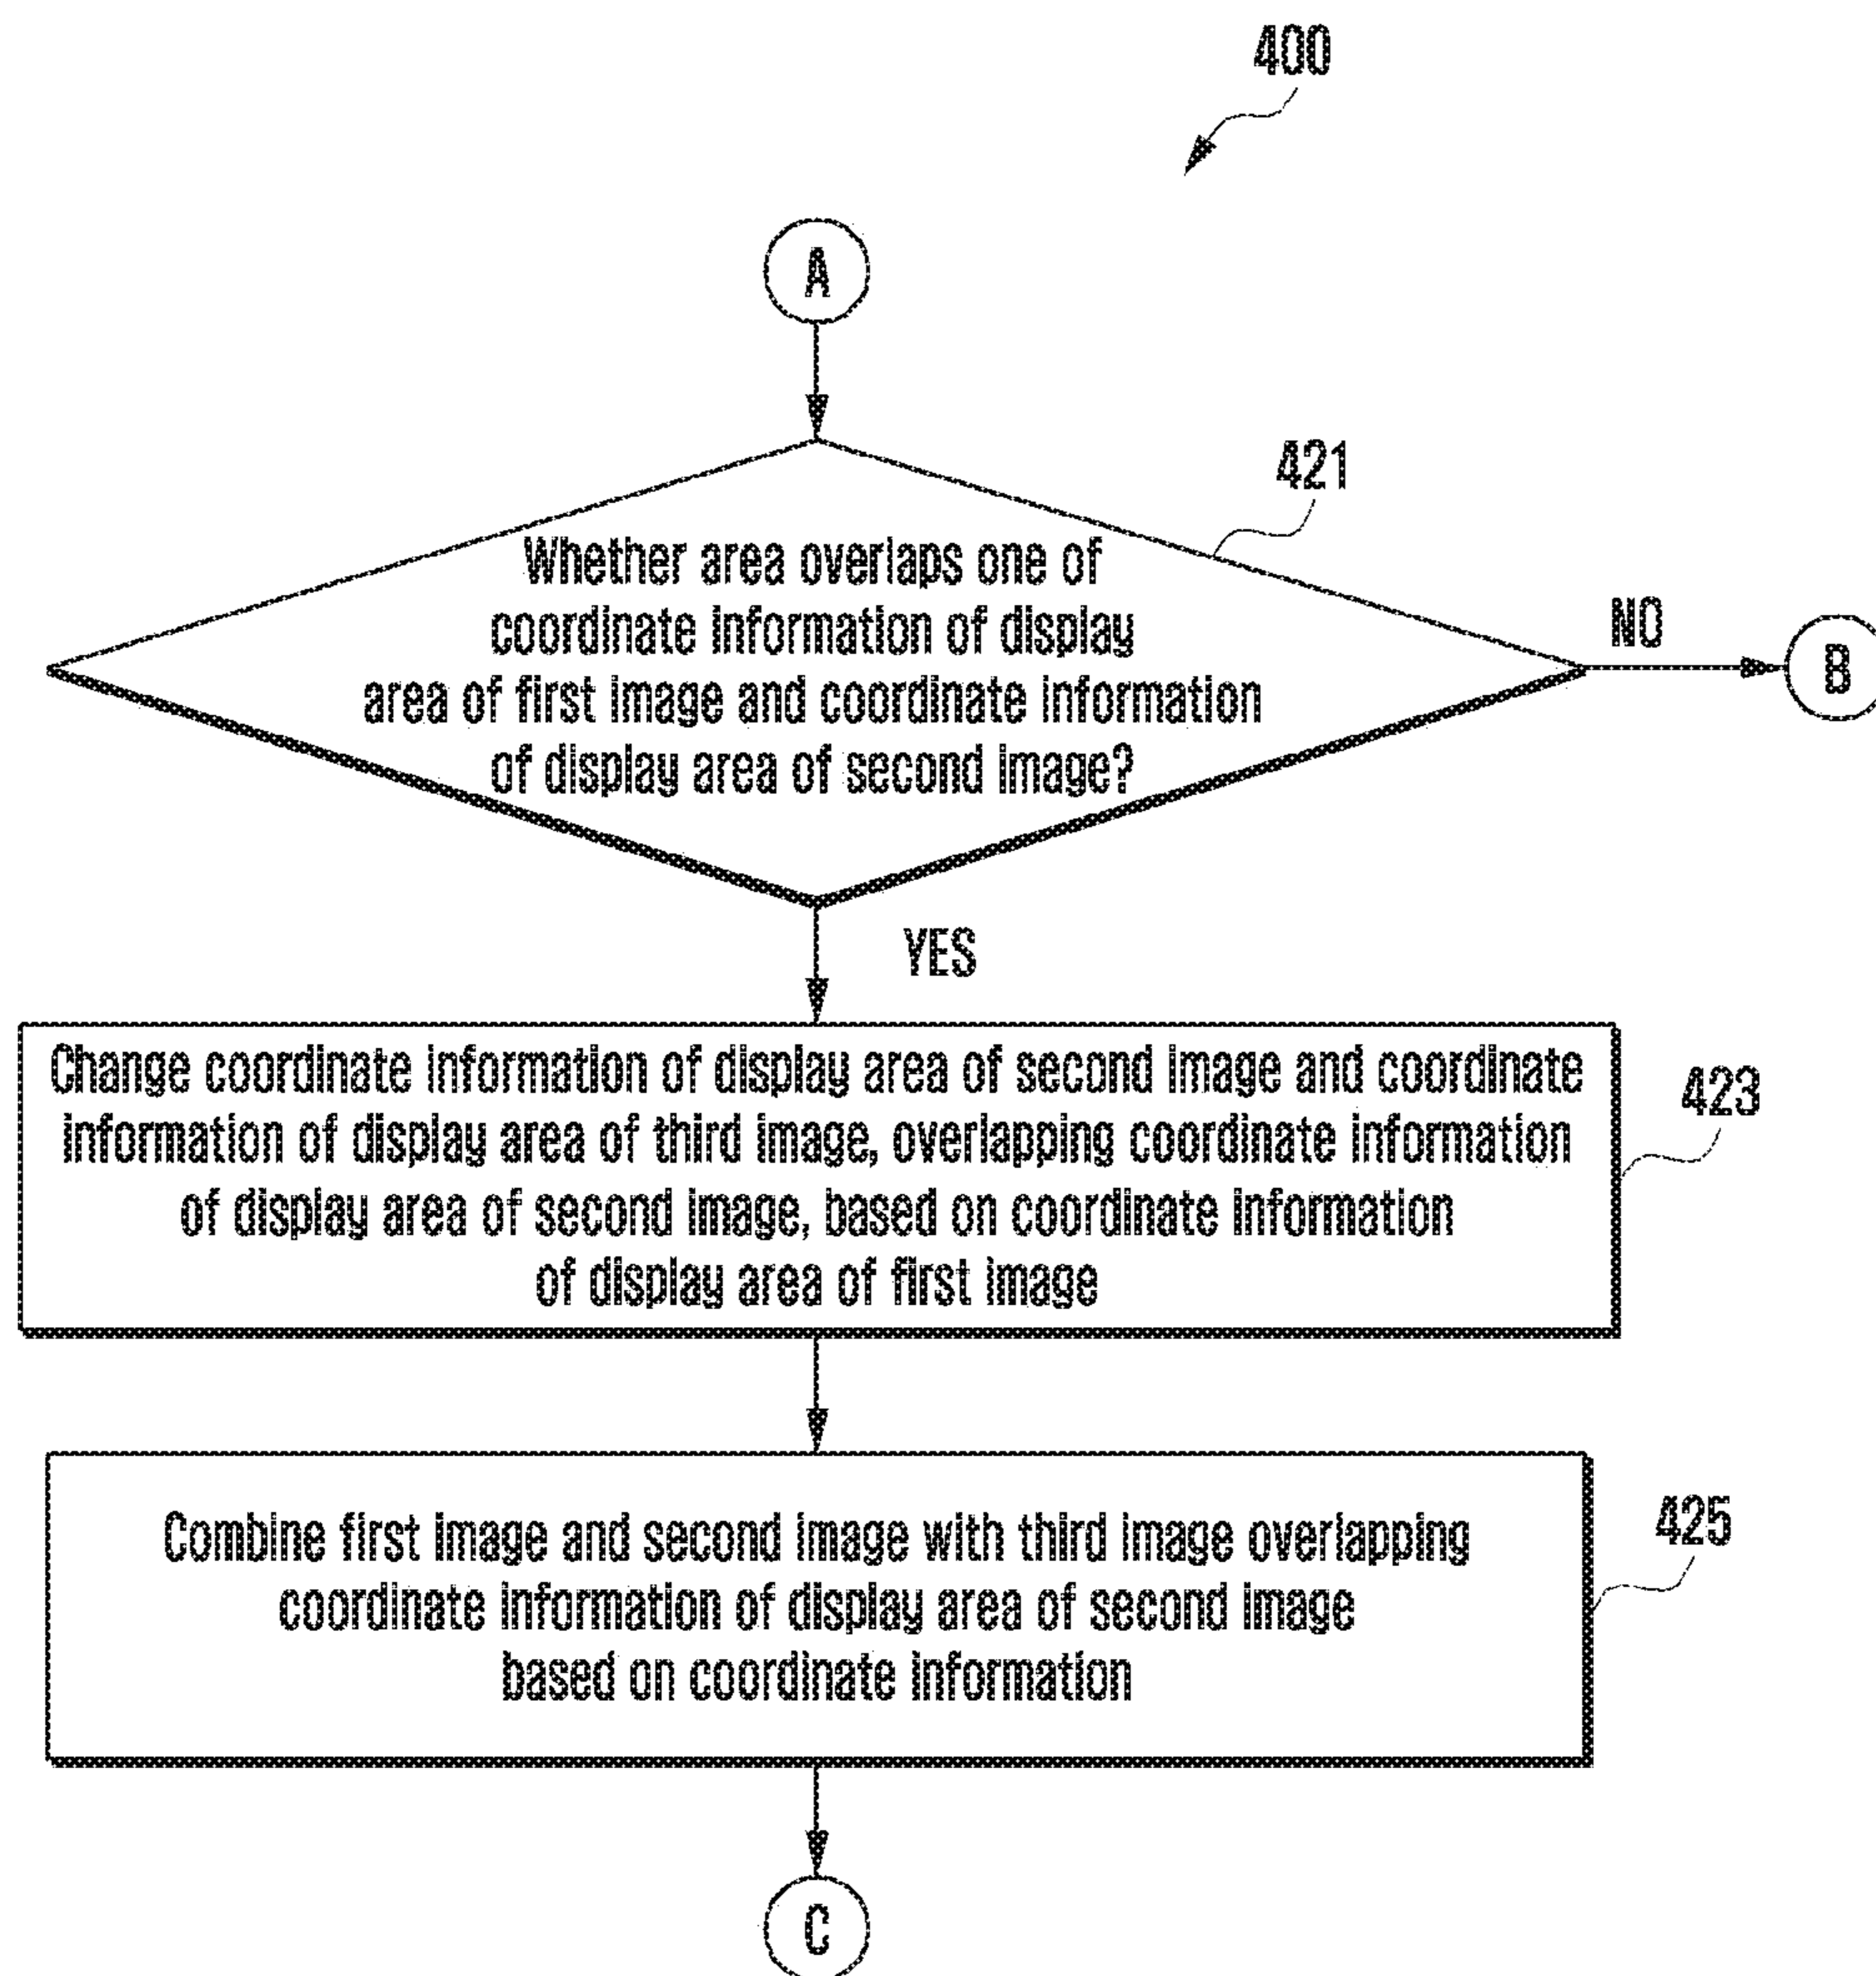 400
A
421
Whether area overlaps one of
coordinate information of display
area of first image and coordinate information
of display area of second image?
NO
B
YES
Change coordinate information of display area of second image and coordinate
information of display area of third image, overlapping coordinate information
of display area of second image, based on coordinate information
of display area of first image
423
Combine first image and second image with third image overlapping
coordinate information of display area of second image
based on coordinate information
425
C